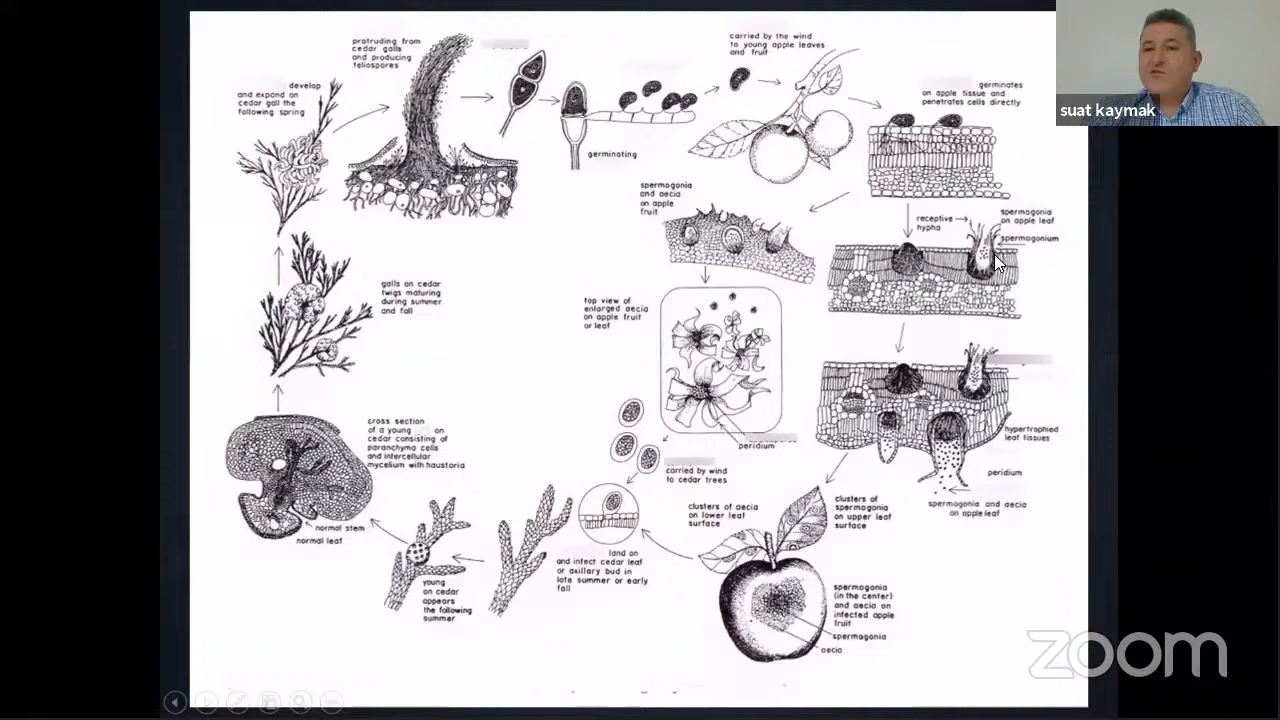 protruding from
cedar galls
and producing
teliospores
develop
and expand on
cedar gall the
following spring
germinating
carried by the wind
to young apple leaves
and fruit
germinates
on apple tissue and
penetrates cells directly
suat kaymak
spermogonia
and aecia
on apple
fruit
receptive
hypha
spermogonia
on apple leaf
spermogonium
galls on cedar
twigs maturing
during summer
and fall
top view of
enlarged aecia
on apple fruit
or leaf
peridium
hypertrophied
leaf tissues
peridium
spermogonia and aecia
on apple leaf
cross section
of a young on
cedar consisting of
paranchyma cells
and intercellular
mycelium with haustoria
normal stem
normal leaf
carried by wind
to cedar trees
clusters of aecia
on lower leaf
surface
clusters of
spermogonia
on upper leaf
surface
land on
and infect cedar leaf
or axillary bud in
late summer or early
fall
young
on cedar
appears
the following
summer
spermogonia
(in the center)
and aecia on
infected apple
fruit
spermogonia
aecia
zoom